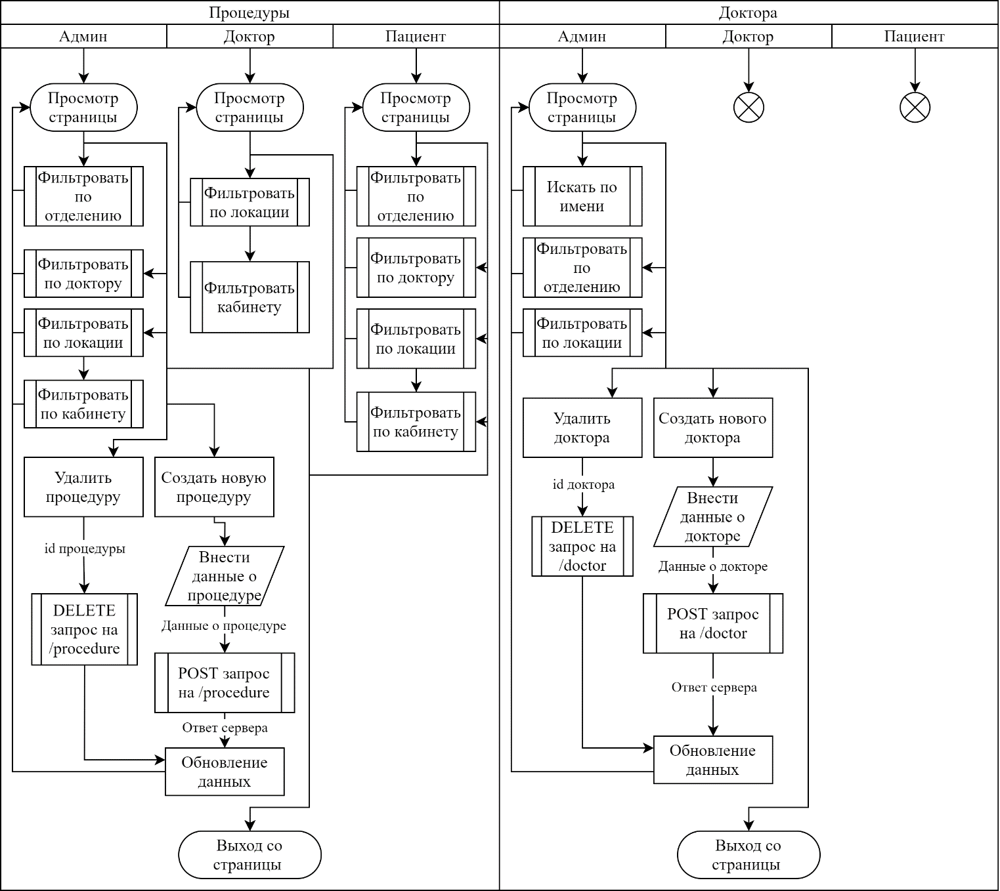 Процедуры
Доктора
Админ
Доктор
Пациент
Админ
Доктор
Пациент
Просмотр
страницы
Просмотр
страницы
Просмотр
страницы
Просмотр
страницы
Фильтровать
по
отделению
Фильтровать
по доктору
Фильтровать
по локации
Фильтровать
по кабинету
Удалить
процедуру
id процедуры
DELETE
запрос на
/procedure
Фильтровать
по локации
Фильтровать
кабинету
Создать новую
процедуру
Внести
данные о
процедуре
Данные о процедуре
POST запрос
на /procedure
Ответ сервера
Обновление
данных
Выход со
страницы
Фильтровать
по
отделению
Фильтровать
по доктору
Фильтровать
по локации
Фильтровать
по кабинету
Искать по
имени
Фильтровать
по
отделению
Фильтровать
по локации
Удалить
доктора
id доктора
DELETE
запрос на
/doctor
Создать нового
доктора
Внести
данные о
докторе
Данные о докторе
POST запрос
на /doctor
Ответ сервера
Обновление
данных
Выход со
страницы